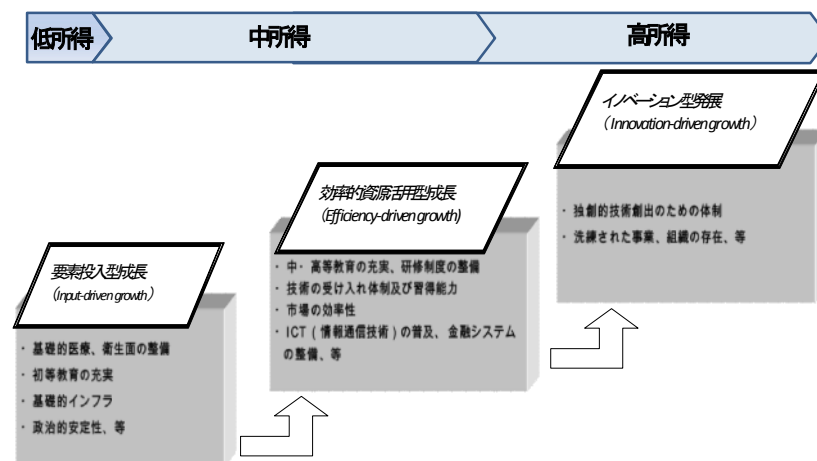 低所得
中所得
高所得
イノベーション型発展
（Innovation-driven growth）
・ 独創的技術創出のための体制
・ 洗練された事業、組織の存在、等
効率的資源活用型成長
（Efficiency-driven growth)
・ 中・高等教育の充実、研修制度の整備
・ 技術の受け入れ体制及び習得能力
・ 市場の効率性
・ ICT ( 情報通信技術 ) の普及、金融システム
の整備、等
要素投入型成長
（Input-driven growth）
・ 基礎的医療、衛生面の整備
・ 初等教育の充実
・ 基礎的インフラ
・ 政治的安定性、等